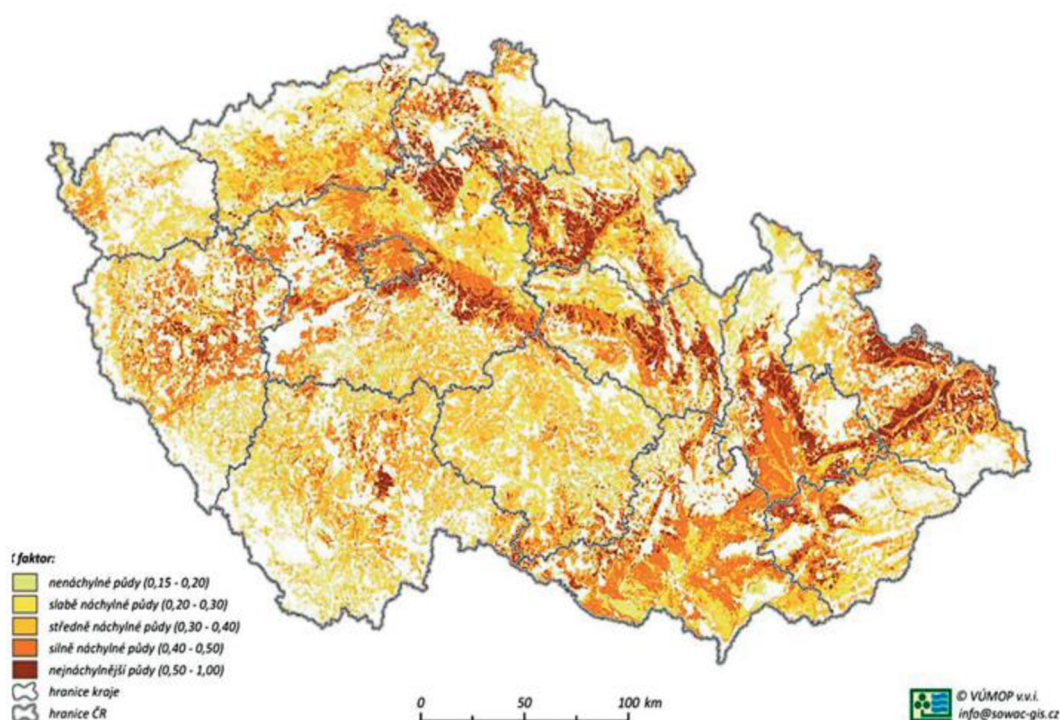 faktor:
nenáchylné půdy (0,15 - 0,20)
slabě náchylné půdy (0,20 - 0,30)
středně náchylné půdy (0,30 - 0,40)
silně náchylné půdy (0,40 - 0,50)
nejnáchylnější půdy (0,50 - 1,00)
hranice kraje
hranice ČR
0 50 100 km
© VÚMOP v.v.i.
info@sowac-gis.cz